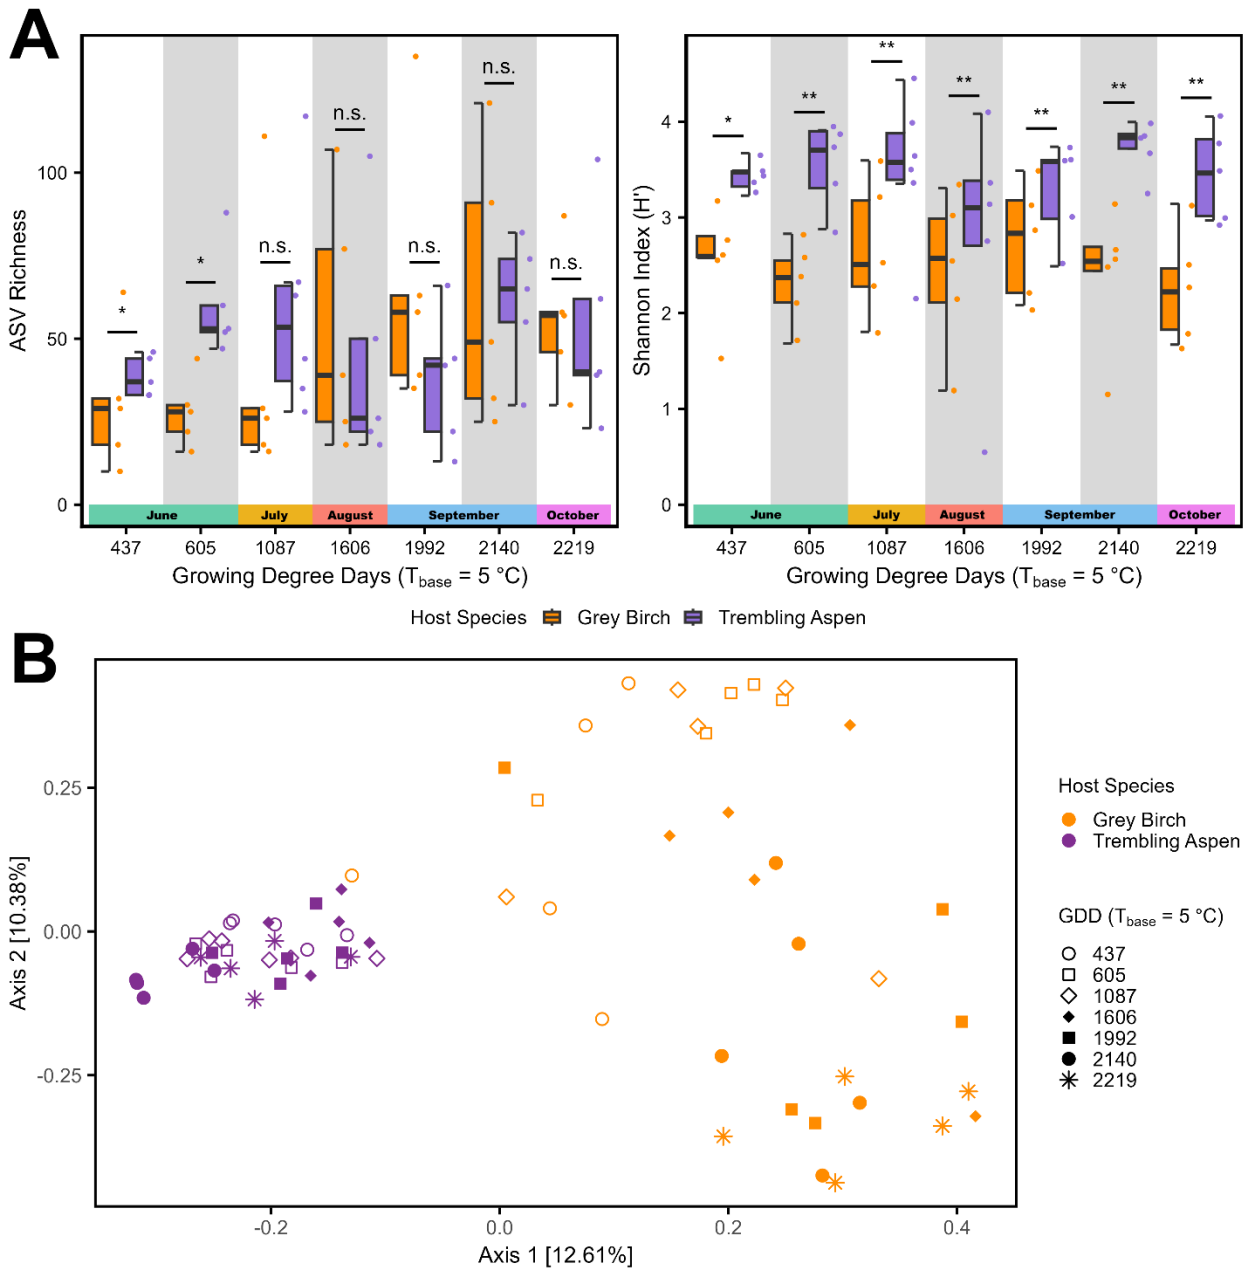 A
ASV Richness
100
50
0
*
*
n.s.
n.s.
n.s.
n.s.
n.s.
June
July
August
September
October
437 605 1087 1606 1992 2140 2219
Growing Degree Days (Tbase = 5 °C)
Shannon Index (H')
4
3
2
1
0
*
**
**
**
**
**
**
June
July
August
September
October
437 605 1087 1606 1992 2140 2219
Growing Degree Days (Tbase = 5 °C)
Host Species Grey Birch Trembling Aspen
B
Axis 2 [10.38%]
0.25
0.00
-0.25
-0.2 0.0 0.2 0.4
Axis 1 [12.61%]
Host Species
Grey Birch
Trembling Aspen
GDD (Tbase = 5 °C)
437
605
1087
1606
1992
2140
2219